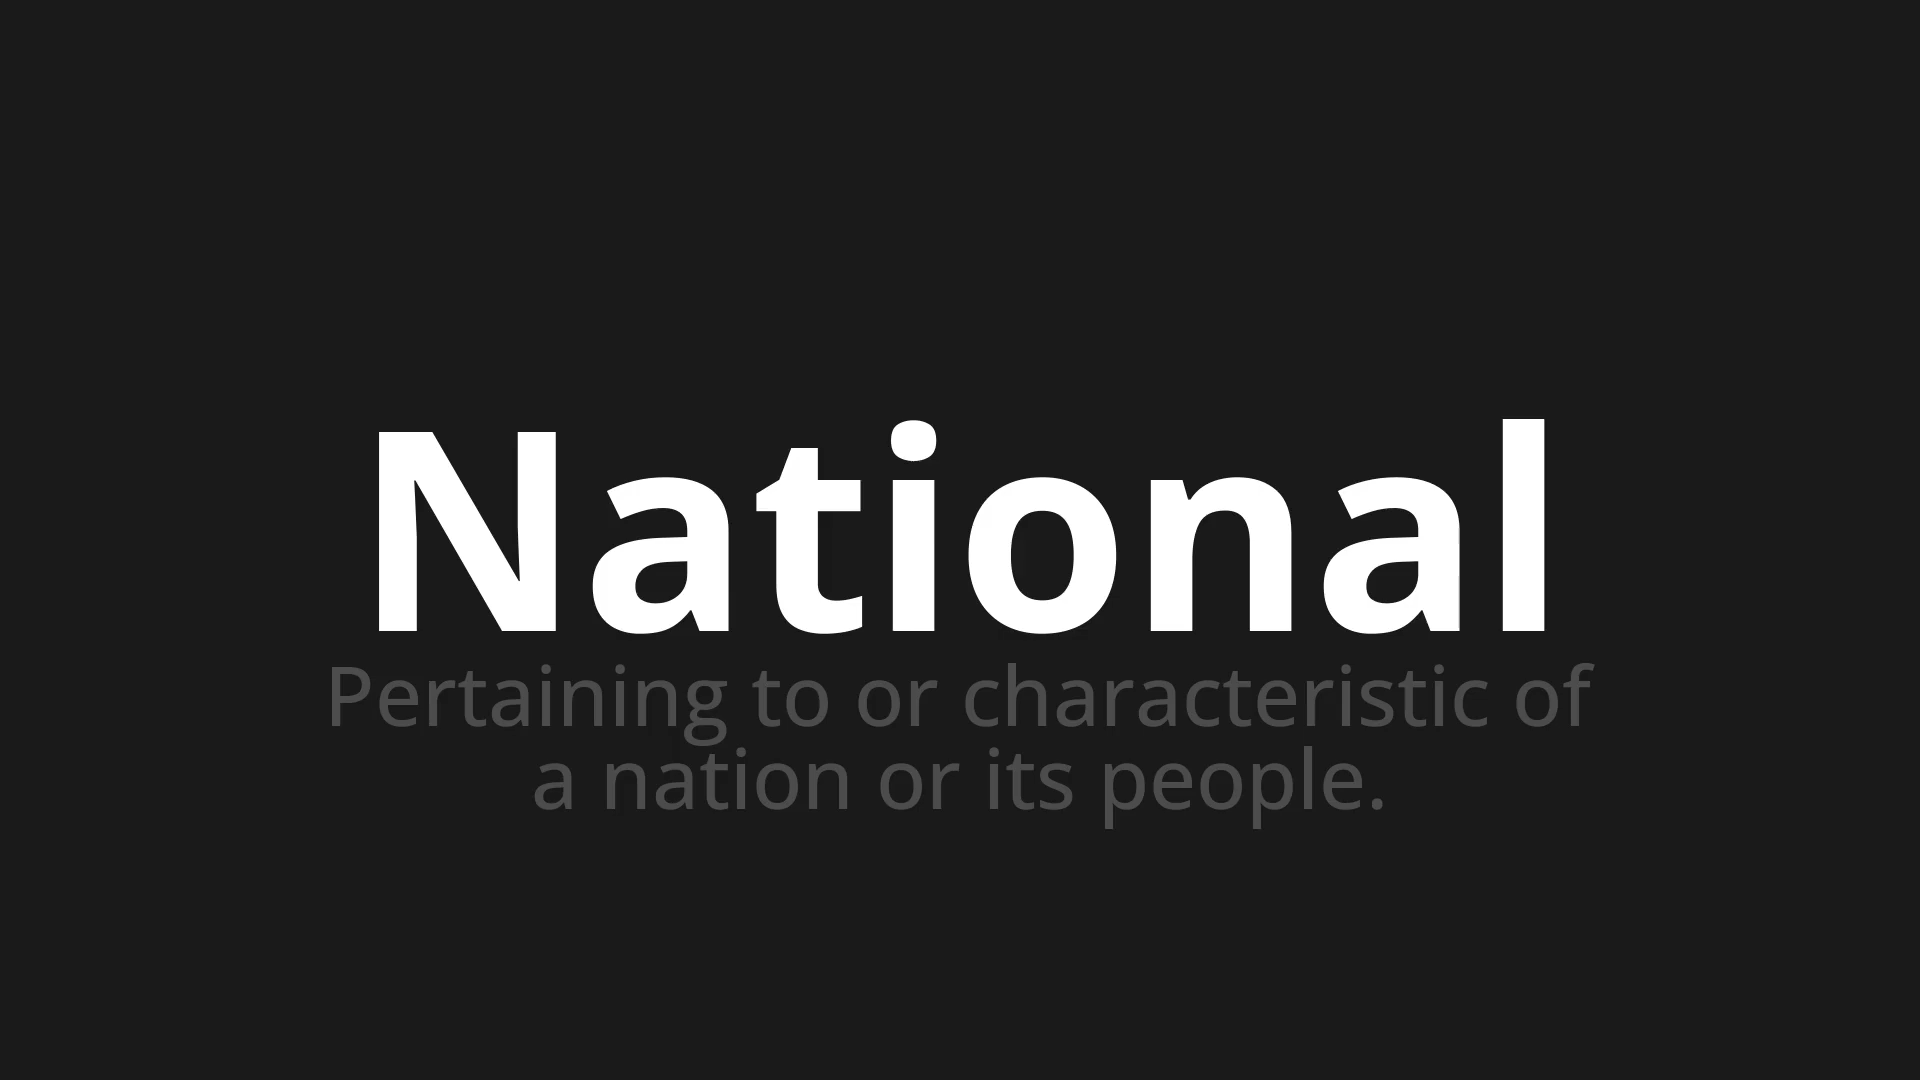 National
Pertaining to or characteristic of
a nation or its people.